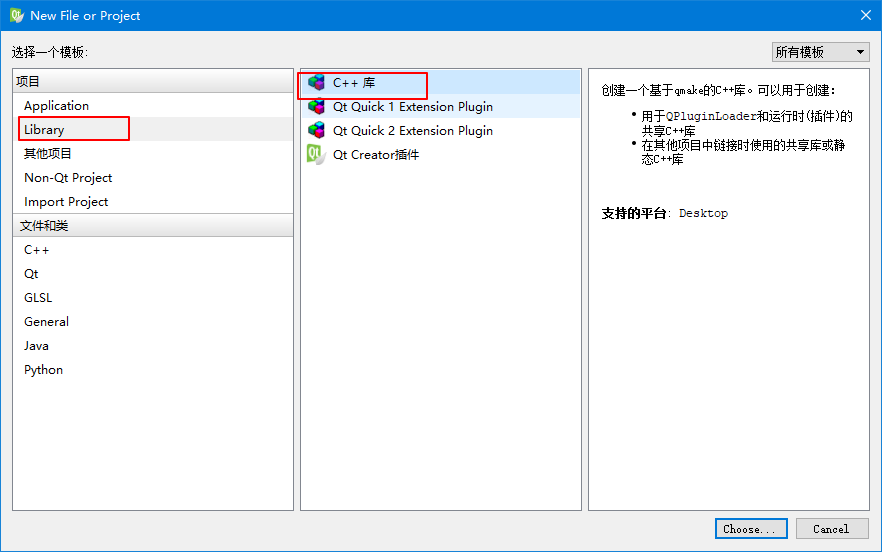 New File or Project
选择一个模板:
所有模板
项目
Application
Library
其他项目
Non-Qt Project
Import Project
文件和类
C++
Qt
GLSL
General
Java
Python
C++ 库
Qt Quick 1 Extension Plugin
Qt Quick 2 Extension Plugin
Qt Creator插件
创建一个基于qmake的C++库。可以用于创建:
• 用于QPluginLoader和运行时(插件)的
共享C++库
• 在其他项目中链接时使用的共享库或静
态C++库
支持的平台: Desktop
Choose...
Cancel